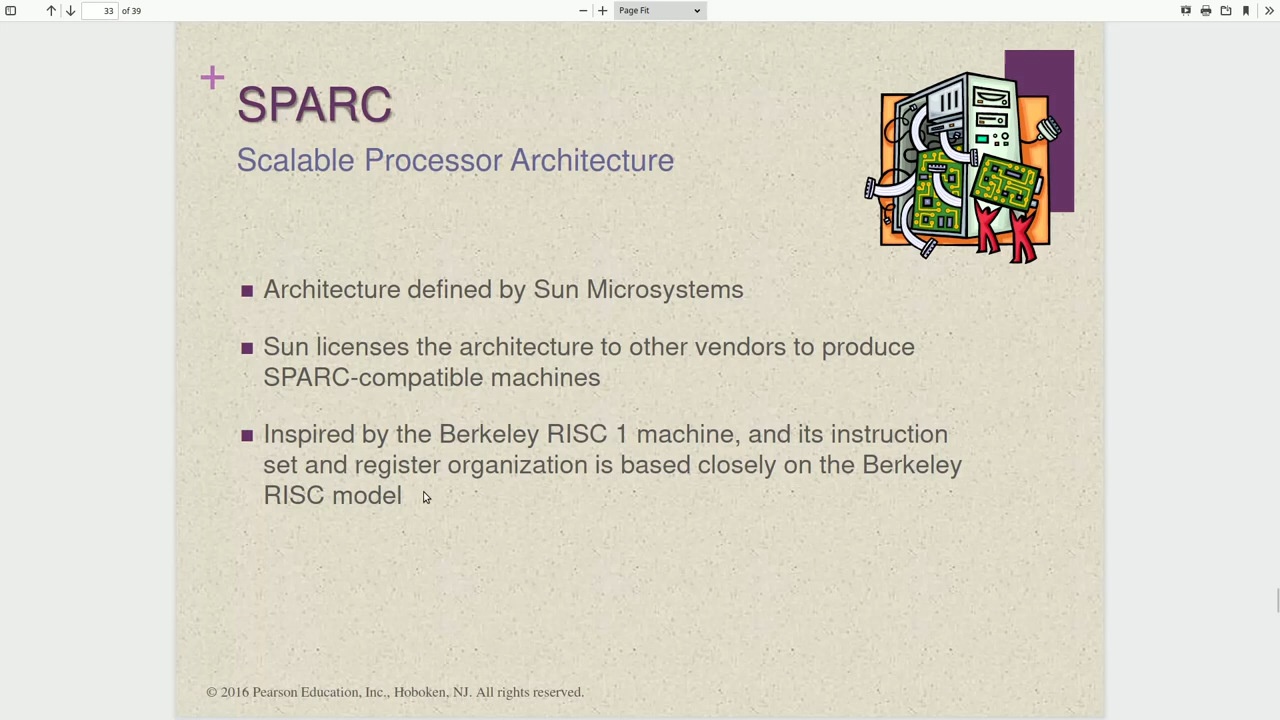 33 of 39 Page Fit
+
SPARC
Scalable Processor Architecture
Architecture defined by Sun Microsystems
Sun licenses the architecture to other vendors to produce
SPARC-compatible machines
Inspired by the Berkeley RISC 1 machine, and its instruction
set and register organization is based closely on the Berkeley
RISC model
© 2016 Pearson Education, Inc., Hoboken, NJ. All rights reserved.